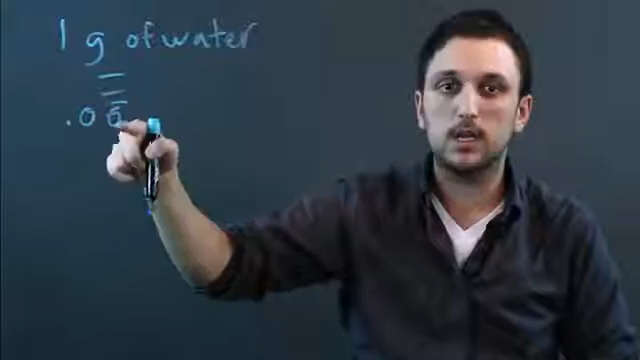 1 g of water
=
.0